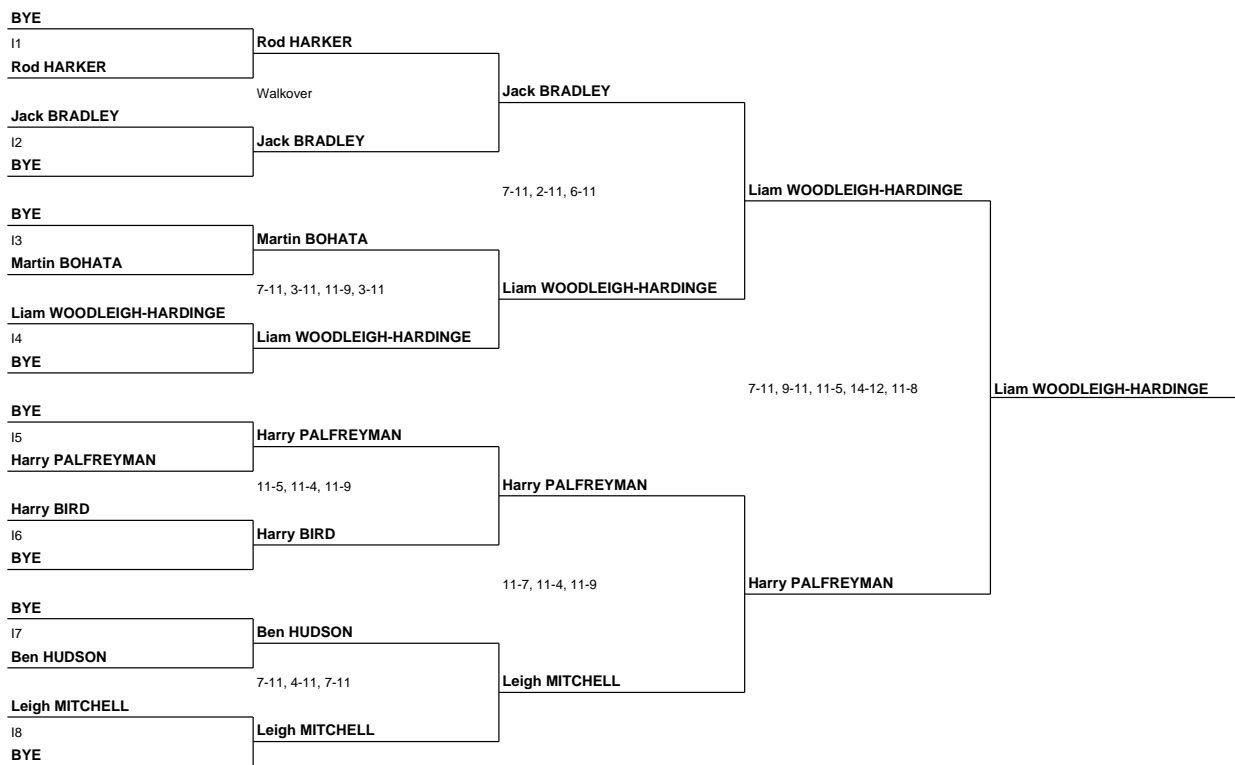 BYE
I1
Rod HARKER
Rod HARKER
Walkover
Jack BRADLEY
Jack BRADLEY
I2
Jack BRADLEY
BYE
7-11, 2-11, 6-11
Liam WOODLEIGH-HARDINGE
BYE
I3
Martin BOHATA
Martin BOHATA
7-11, 3-11, 11-9, 3-11
Liam WOODLEIGH-HARDINGE
Liam WOODLEIGH-HARDINGE
I4
Liam WOODLEIGH-HARDINGE
BYE
7-11, 9-11, 11-5, 14-12, 11-8
Liam WOODLEIGH-HARDINGE
BYE
I5
Harry PALFREYMAN
Harry PALFREYMAN
11-5, 11-4, 11-9
Harry PALFREYMAN
Harry BIRD
I6
Harry BIRD
BYE
11-7, 11-4, 11-9
Harry PALFREYMAN
BYE
I7
Ben HUDSON
Ben HUDSON
7-11, 4-11, 7-11
Leigh MITCHELL
Leigh MITCHELL
I8
Leigh MITCHELL
BYE